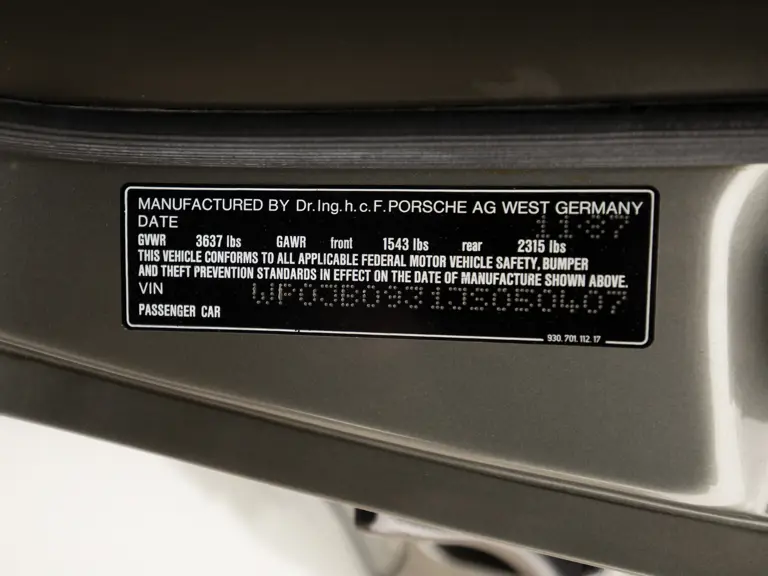 MANUFACTURED BY Dr.Ing.h.c.F.PORSCHE AG WEST GERMANY
DATE 11-87
GVWR 3637 lbs GAWR front 1543 lbs rear 2315 lbs
THIS VEHICLE CONFORMS TO ALL APPLICABLE FEDERAL MOTOR VEHICLE SAFETY, BUMPER
AND THEFT PREVENTION STANDARDS IN EFFECT ON THE DATE OF MANUFACTURE SHOWN ABOVE.
VIN WP0JB0931JS050407
PASSENGER CAR
930. 701. 112. 17